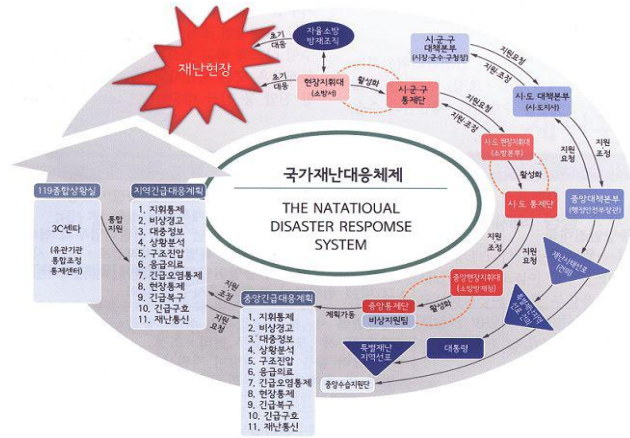 자율·소방
방재조직
초기
대응
재난현장
초기
대응
현장지휘대
(소방서)
활성화
시·군·구
통제단
시·군·구
대책본부
(시장·군수·구청장)
지원요청
지원·조정
시·도 대책본부
(시·도지사)
지원요청
지원·조정
시·도 현장지휘대
(소방본부)
활성화
시·도 통제단
지원
요청
지원
조정
중앙대책본부
(행정안전부장관)
국가재난대응체제
THE NATATIOUAL
DISASTER RESPOMSE
SYSTEM
119종합상황실
3C센타
(유관기관
통합조정
통제센타)
통합
지원
지역긴급대응계획
1. 지휘통제
2. 비상경고
3. 대중정보
4. 상황분석
5. 구조진압
6. 응급의료
7. 긴급오염통제
8. 현장통제
9. 긴급복구
10. 긴급구호
11. 재난통신
지원
조정
지원
요청
중앙긴급대응계획
1. 지휘통제
2. 비상경고
3. 대중정보
4. 상황분석
5. 구조진압
6. 응급의료
7. 긴급오염통제
8. 현장통제
9. 긴급복구
10. 긴급구호
11. 재난통신
계획가동
중앙통제단
비상지원팀
활성화
중앙현장지휘대
(소방방재청)
지원
조정
지원
요청
재난사태선포
(건의)
특별재난지역
선포 건의
대통령
특별재난
지역선포
중앙수습지원단